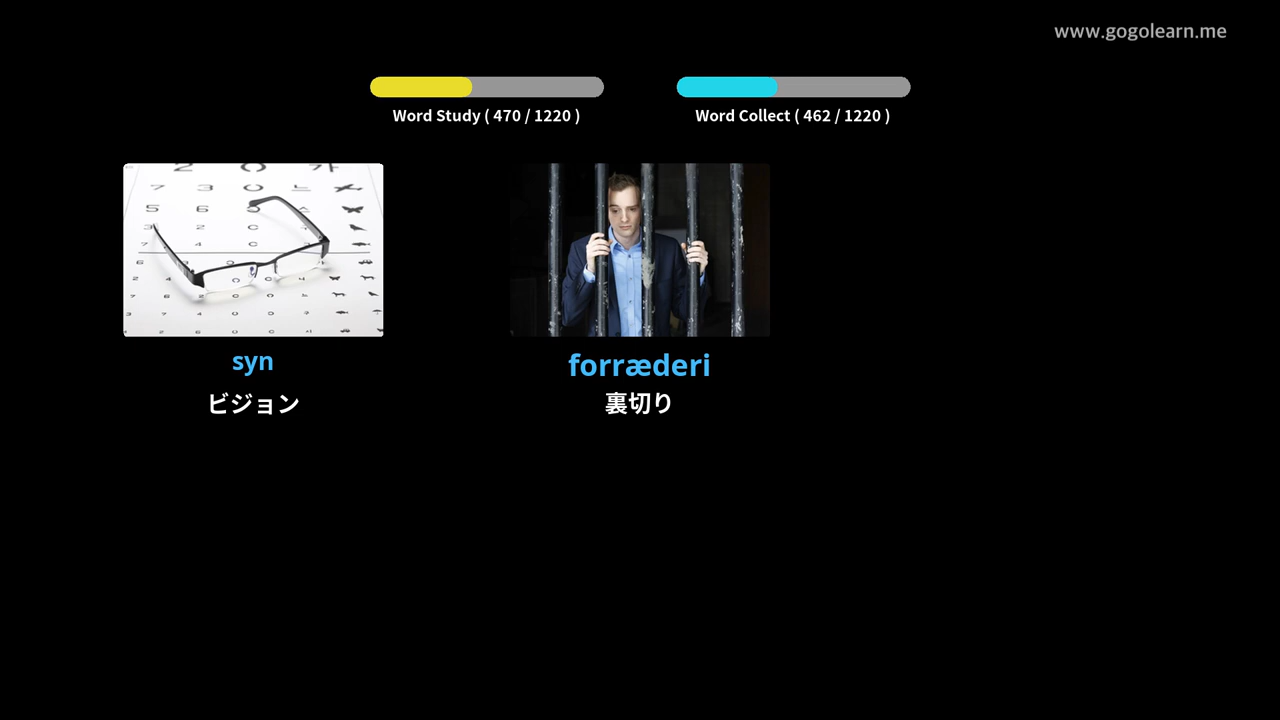 www.gogolearn.me
Word Study ( 470 / 1220 )
Word Collect ( 462 / 1220 )
syn
ビジョン
forræderi
裏切り